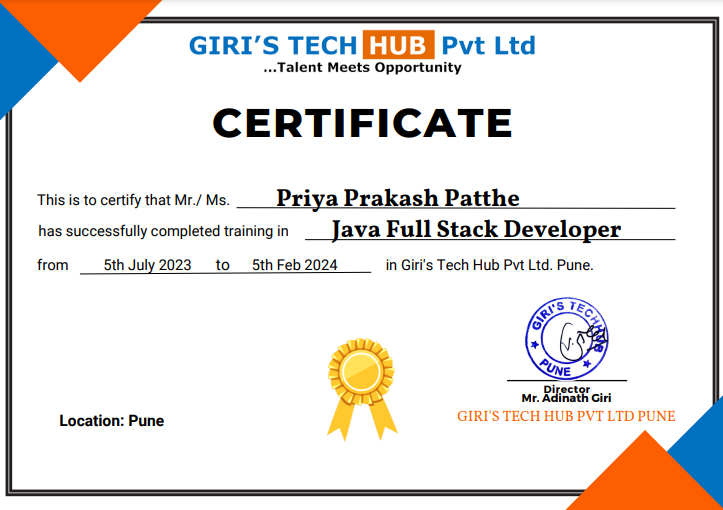 GIRI'S TECH HUB Pvt Ltd
...Talent Meets Opportunity
CERTIFICATE
This is to certify that Mr./ Ms. Priya Prakash Patthe
has successfully completed training in Java Full Stack Developer
from 5th July 2023 to 5th Feb 2024 in Giri's Tech Hub Pvt Ltd. Pune.
GIRI'S TECH HUB
PUNE
Director
Mr. Adinath Giri
GIRI'S TECH HUB PVT LTD PUNE
Location: Pune